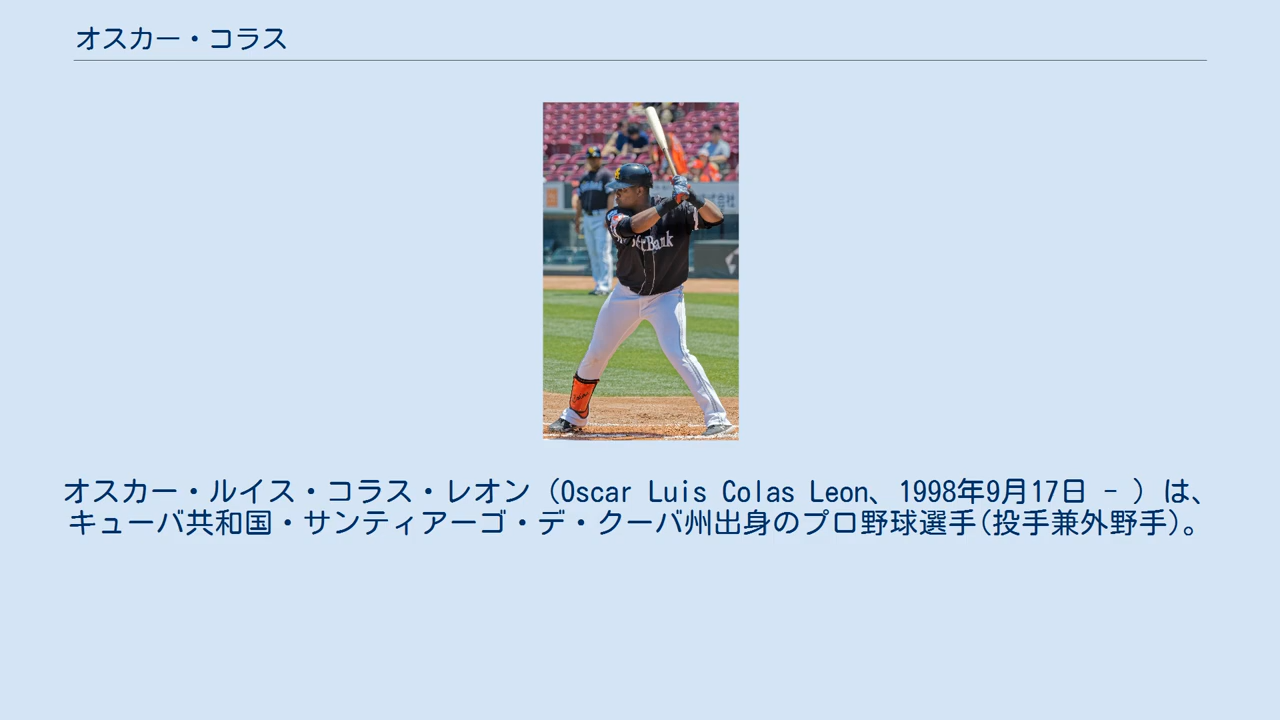 オスカー・コラス
オスカー・ルイス・コラス・レオン（Oscar Luis Colas Leon、1998年9月17日 - ）は、
キューバ共和国・サンティアーゴ・デ・クーバ州出身のプロ野球選手(投手兼外野手)。